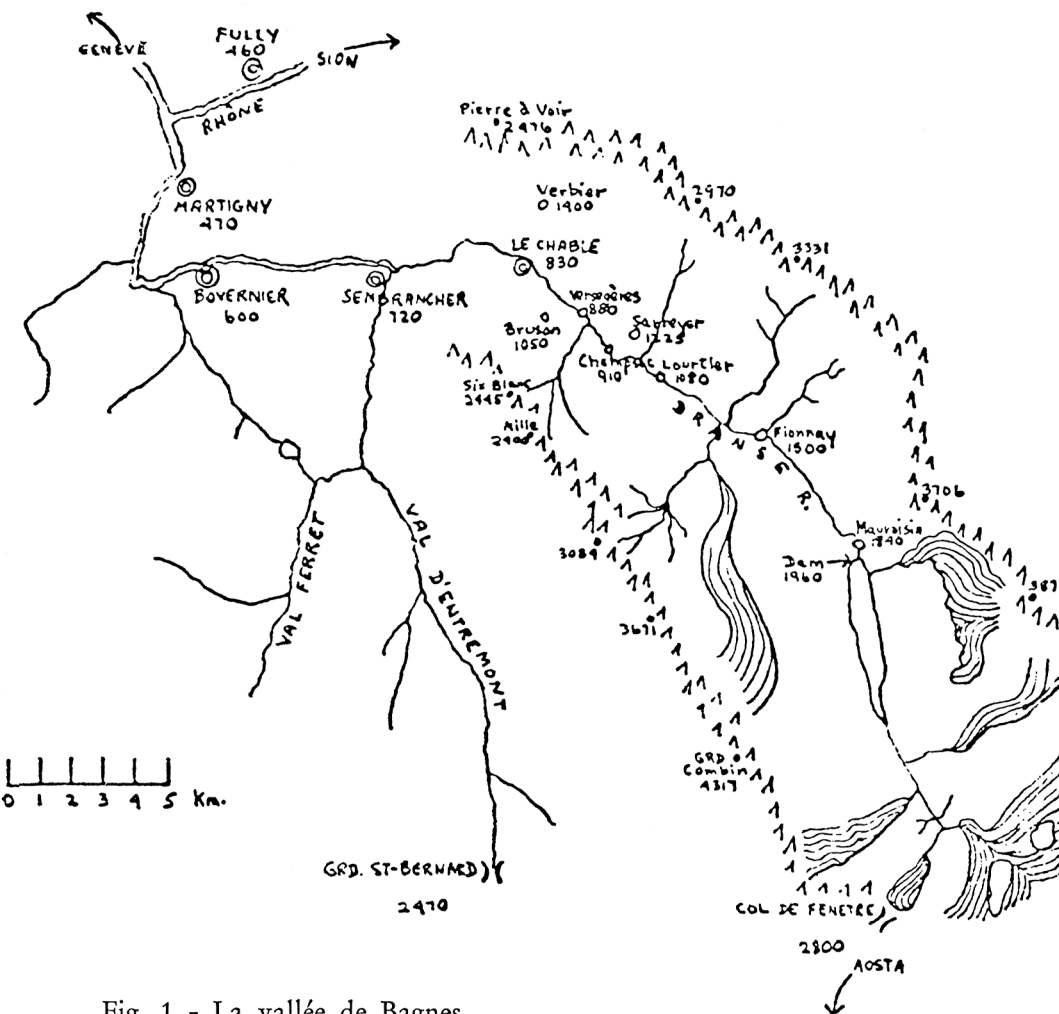 GENÈVE
FULLY
460
SION
RHÔNE
MARTIGNY
470
Pierre à Voir
2476
Verbier
1400
2970
3331
LE CHABLE
830
BOVERNIER
600
SEMBRANCHER
720
Versegères
880
Bruson
1050
Sarreyer
1225
Champsec
910
Lourtier
1080
Six Blanc
2445
Mille
DRANSE R.
Fionnay
1500
3706
Mauvoisin
1840
Dam
1960
3084
387
3671
VAL FERRET
VAL D'ENTREMONT
GRD
Combin
4317
0 1 2 3 4 5 Km.
GRD. ST-BERNARD
2470
COL DE FENETRE
2800
AOSTA
Fig. 1 - La vallée de Bagnes